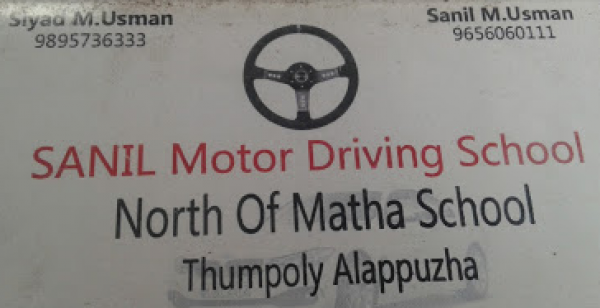 Siyad M.Usman Sanil M.Usman
9895736333 9656060111
SANIL Motor Driving School
North Of Matha School
Thumpoly Alappuzha